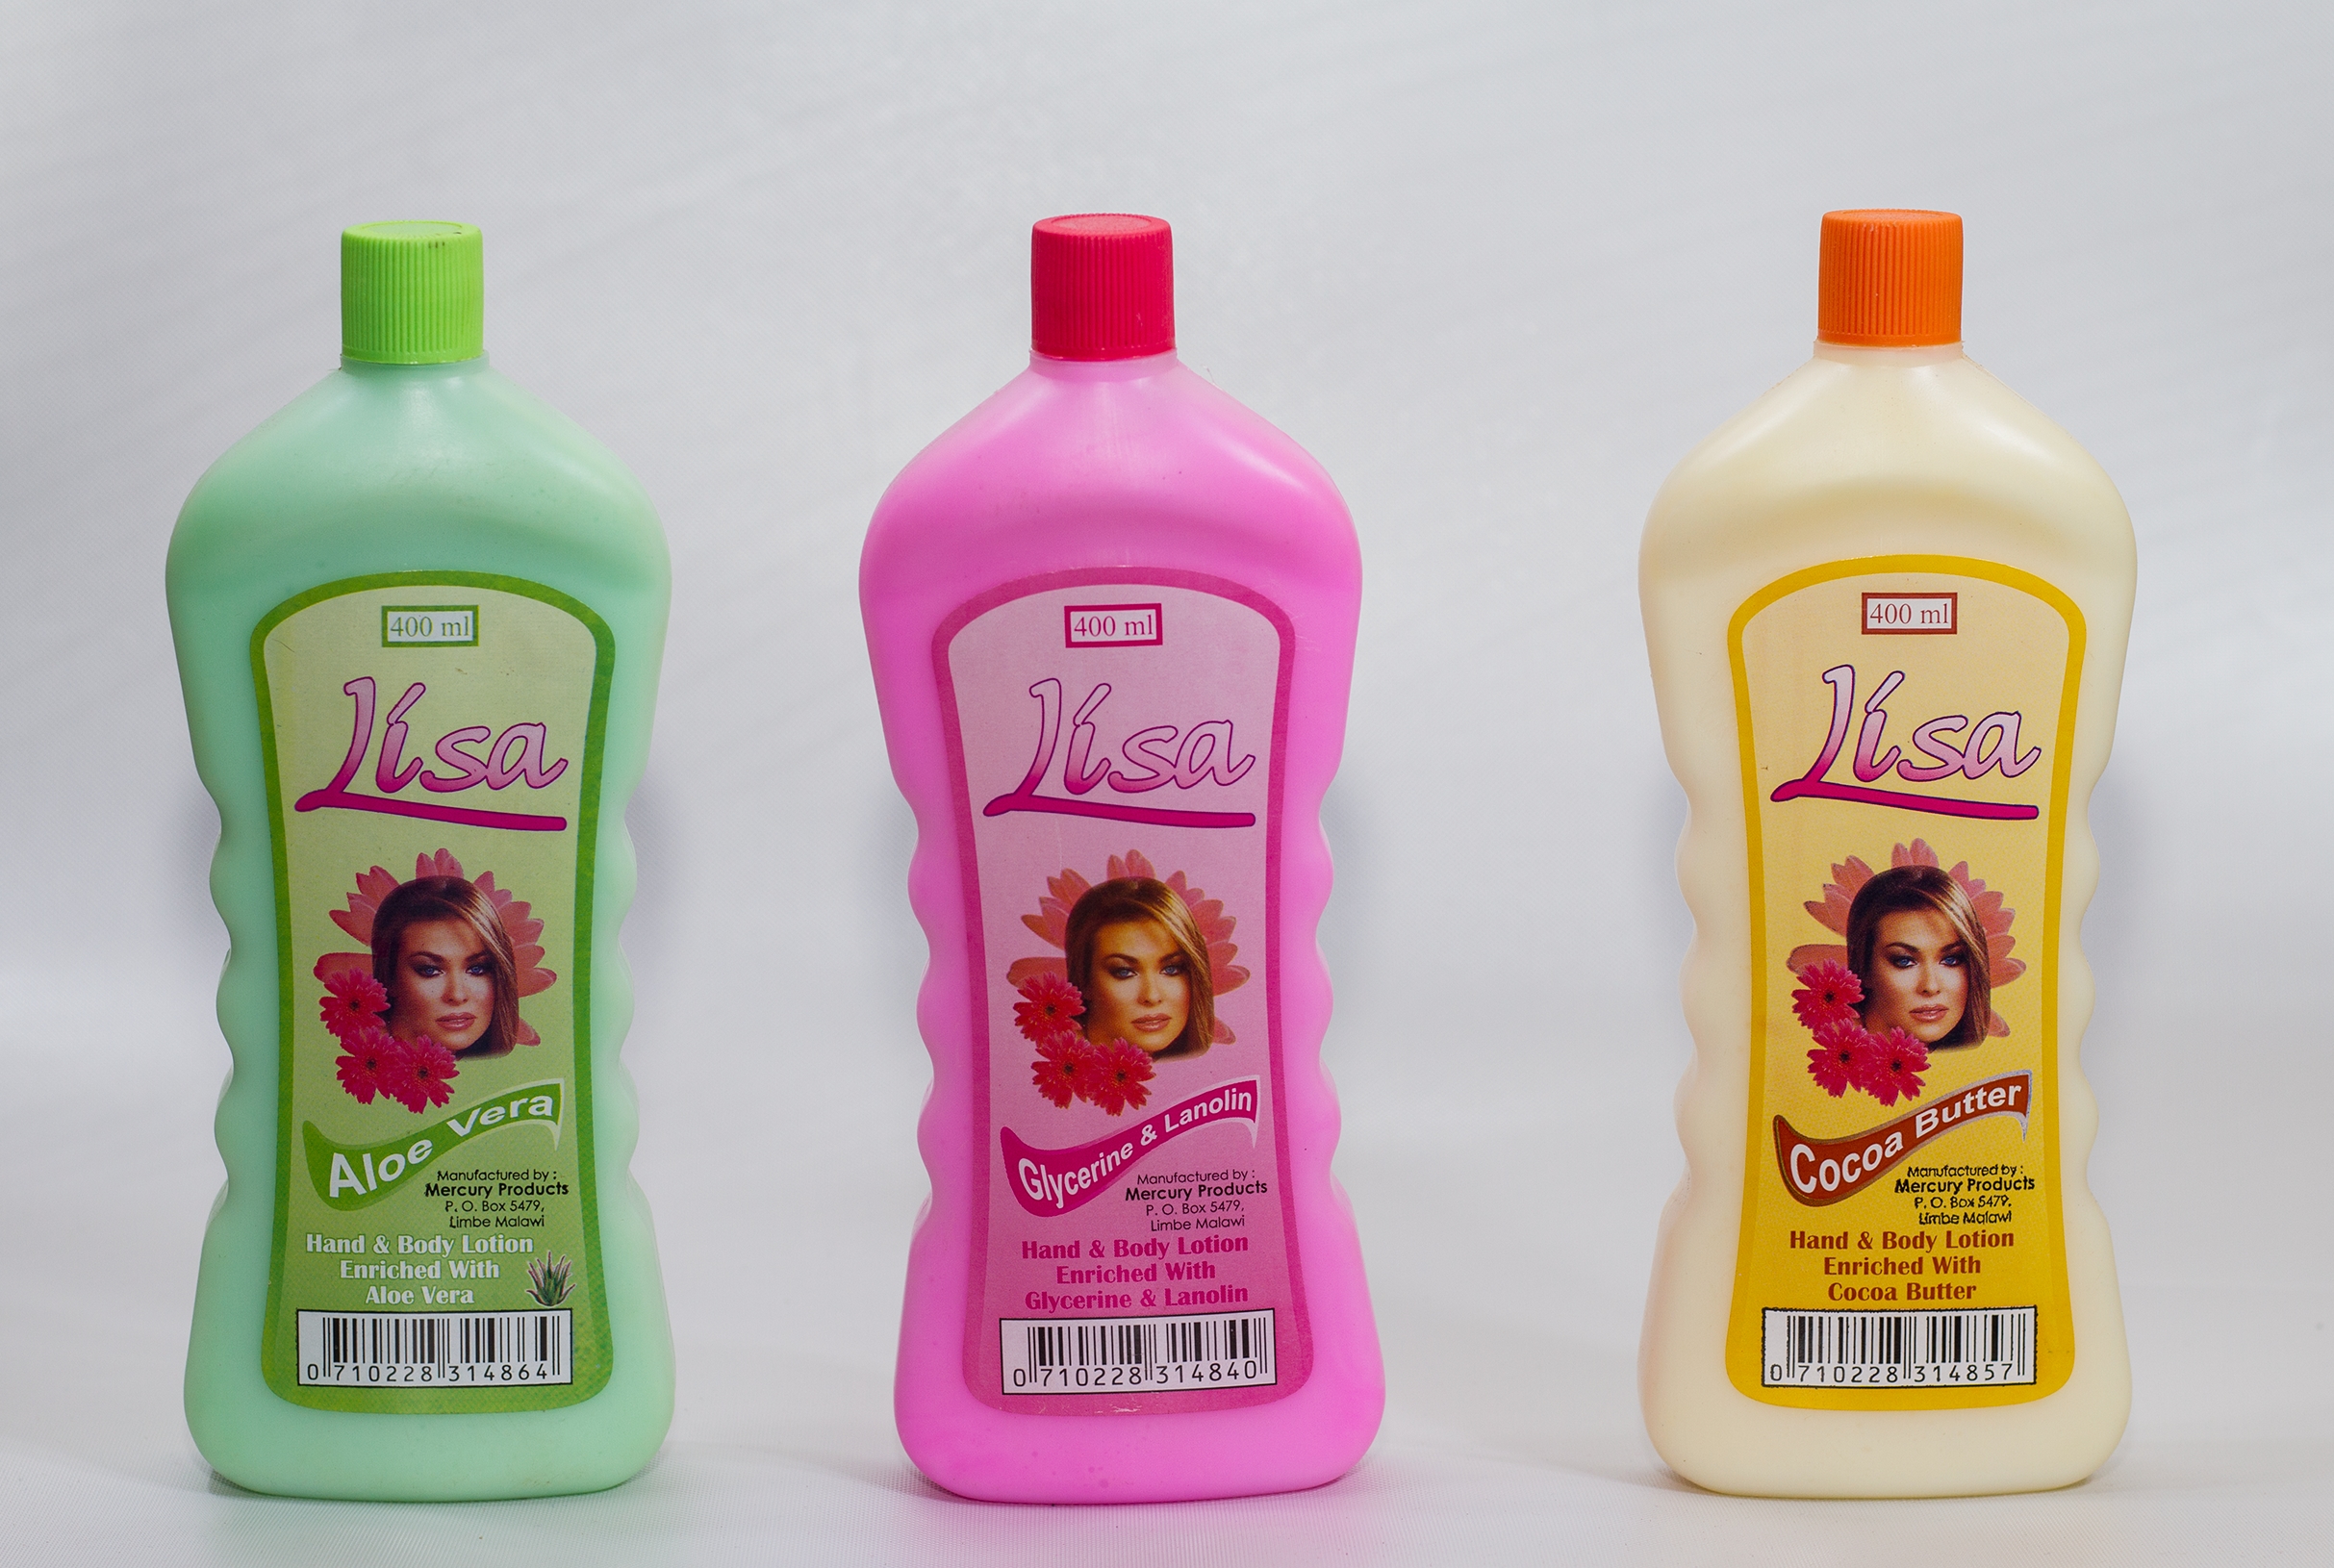 400 ml
Lisa
Aloe Vera
Manufactured by :
Mercury Products
P. O. Box 5479,
Limbe Malawi
Hand & Body Lotion
Enriched With
Aloe Vera
0 710228 314864
400 ml
Lisa
Glycerine & Lanolin
Manufactured by :
Mercury Products
P. O. Box 5479,
Limbe Malawi
Hand & Body Lotion
Enriched With
Glycerine & Lanolin
0 710228 314840
400 ml
Lisa
Cocoa Butter
Manufactured by :
Mercury Products
P. O. Box 5479,
Limbe Malawi
Hand & Body Lotion
Enriched With
Cocoa Butter
0 710228 314857